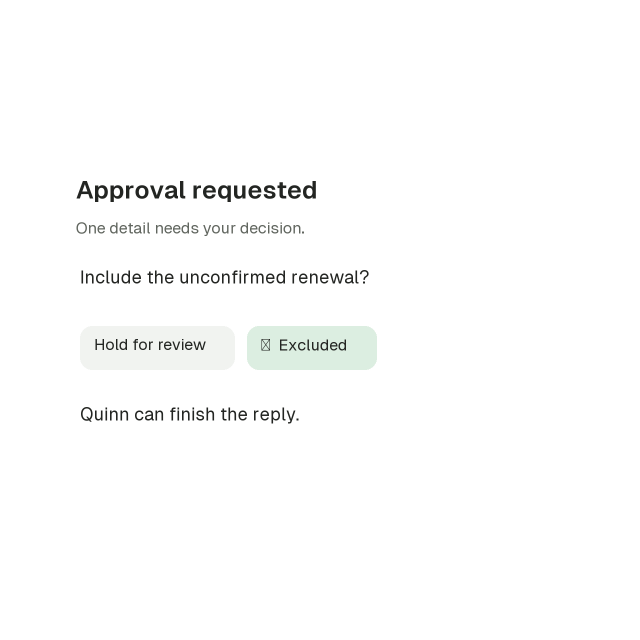 Approval requested
One detail needs your decision.
Include the unconfirmed renewal?
Hold for review
Excluded
Quinn can finish the reply.